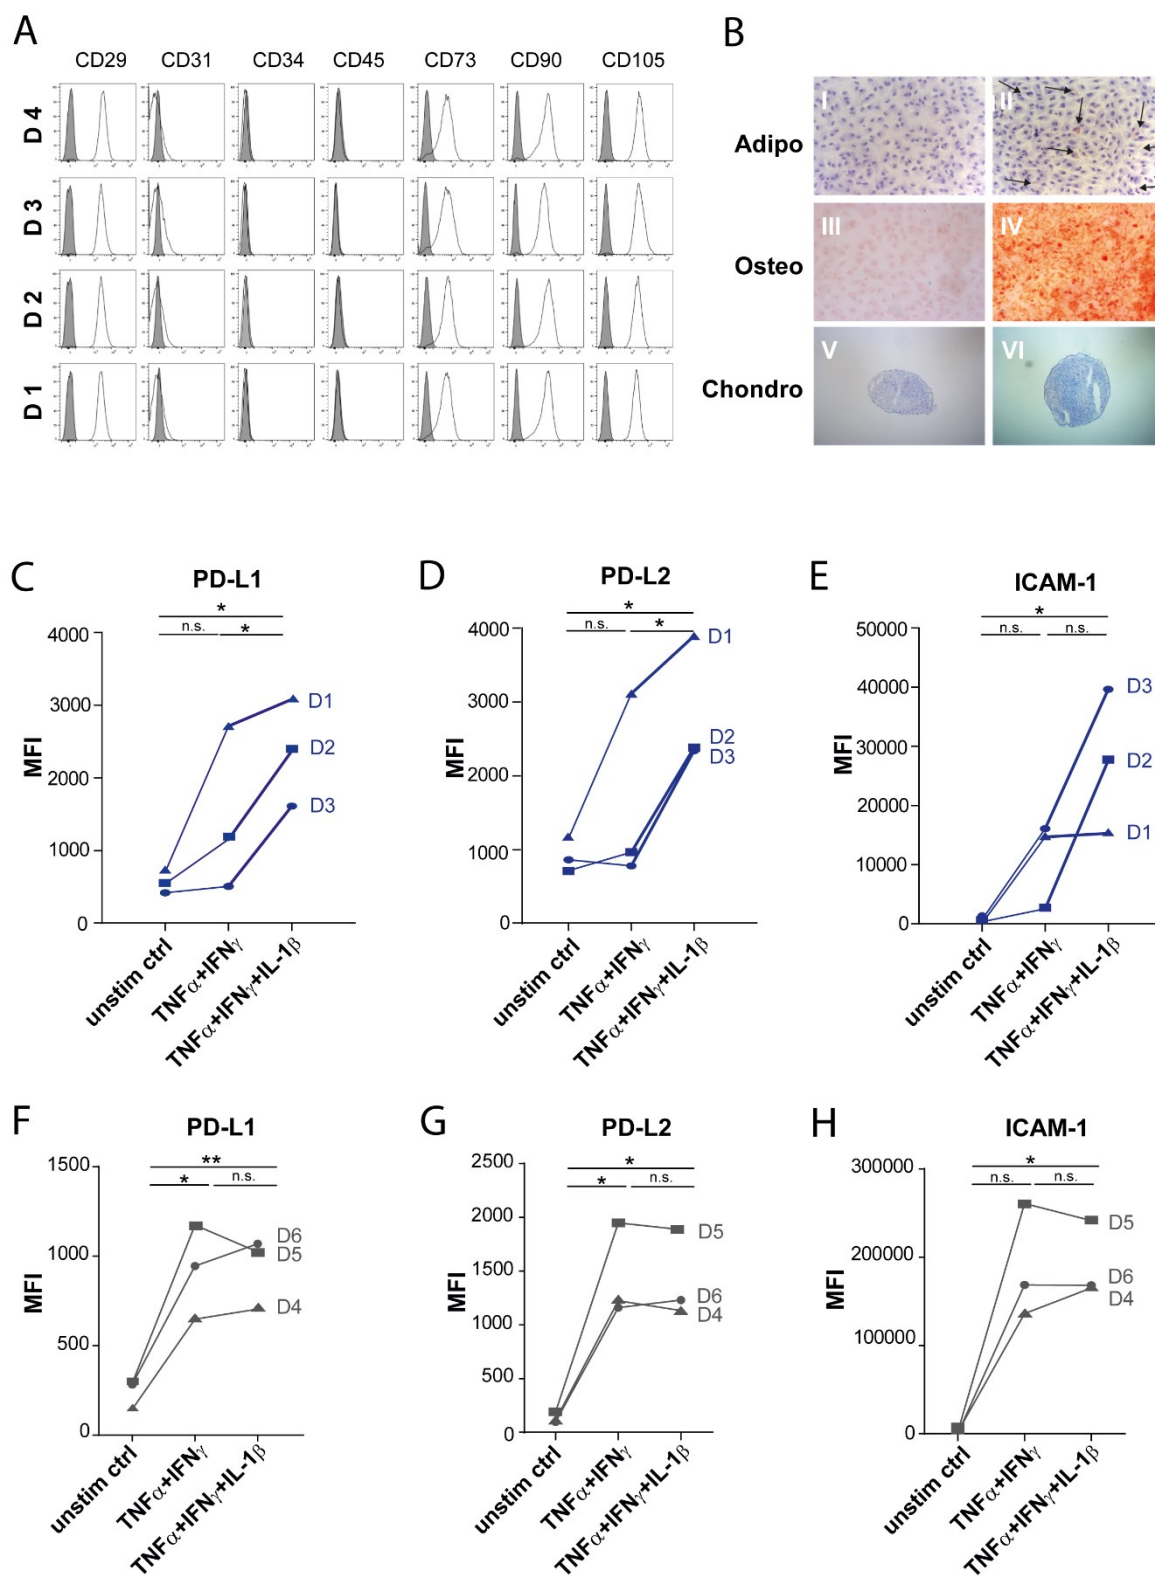 A
CD29 CD31 CD34 CD45 CD73 CD90 CD105
D 4
D 3
D 2
D 1
B
Adipo
I
II
Osteo
III
IV
Chondro
V
VI
C
PD-L1
*
n.s. *
4000
3000
2000
1000
0
MFI
D1
D2
D3
unstim ctrl
TNFα+IFNγ
TNFα+IFNγ+IL-1β
D
PD-L2
*
n.s. *
4000
3000
2000
1000
0
MFI
D1
D2
D3
unstim ctrl
TNFα+IFNγ
TNFα+IFNγ+IL-1β
E
ICAM-1
*
n.s. n.s.
50000
40000
30000
20000
10000
0
MFI
D3
D2
D1
unstim ctrl
TNFα+IFNγ
TNFα+IFNγ+IL-1β
F
PD-L1
**
* n.s.
1500
1000
500
0
MFI
D6
D5
D4
unstim ctrl
TNFα+IFNγ
TNFα+IFNγ+IL-1β
G
PD-L2
*
* n.s.
2500
2000
1500
1000
500
0
MFI
D5
D6
D4
unstim ctrl
TNFα+IFNγ
TNFα+IFNγ+IL-1β
H
ICAM-1
*
n.s. n.s.
300000
200000
100000
0
MFI
D5
D6
D4
unstim ctrl
TNFα+IFNγ
TNFα+IFNγ+IL-1β